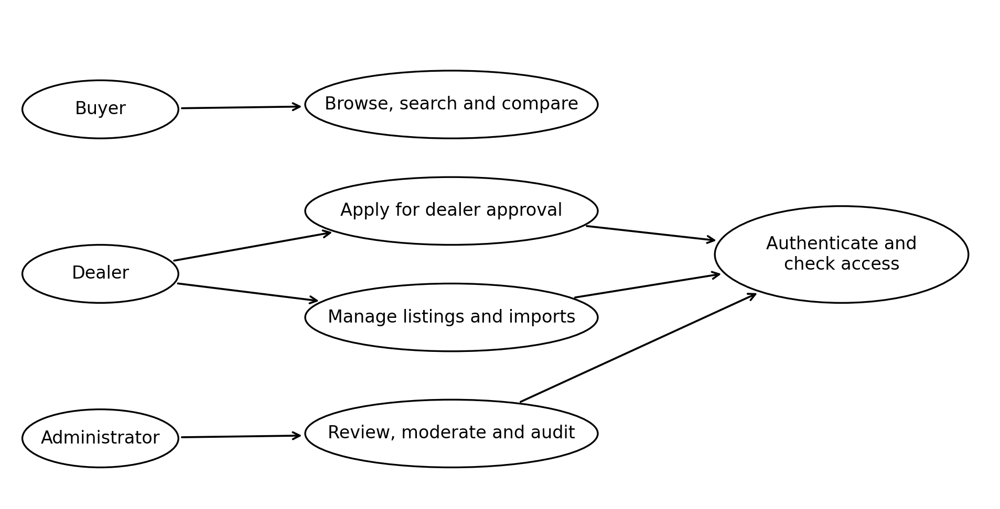 Buyer
Browse, search and compare
Apply for dealer approval
Authenticate and
check access
Dealer
Manage listings and imports
Administrator
Review, moderate and audit